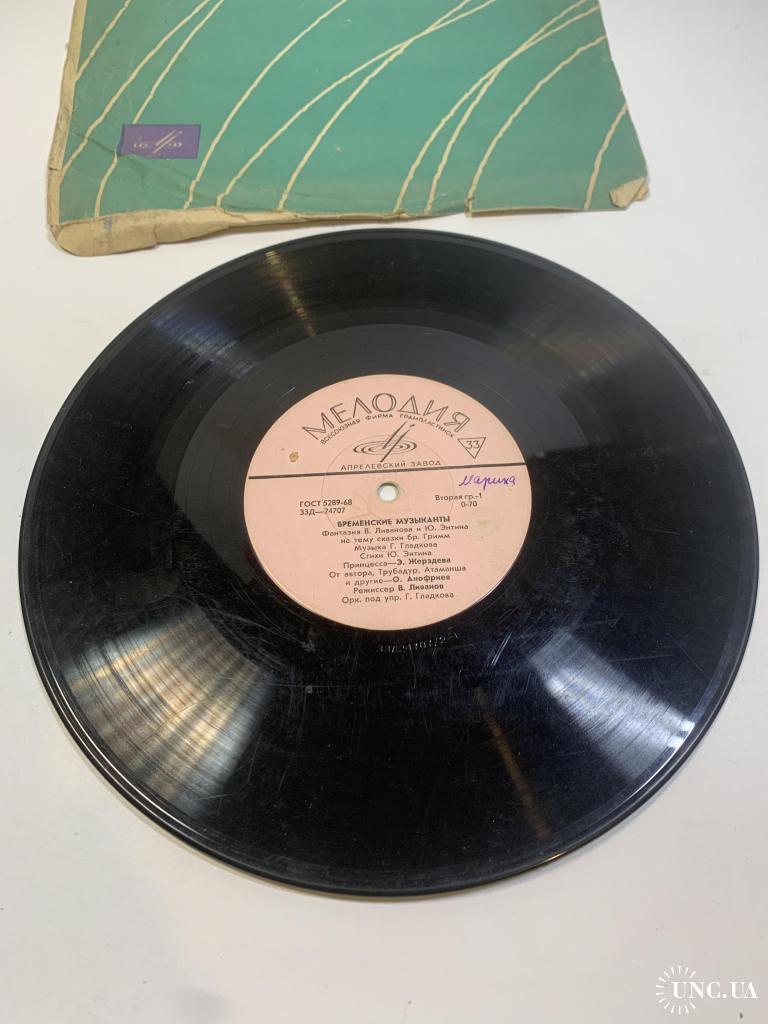 МЕЛОДИЯ
ВСЕСОЮЗНАЯ ФИРМА ГРАМПЛАСТИНОК
33
АПРЕЛЕВСКИЙ ЗАВОД
Марика
ГОСТ 5289-68
Вторая гр.-1
33Д—24707
0-70
БРЕМЕНСКИЕ МУЗЫКАНТЫ
Фантазия В. Ливанова и Ю. Энтина
на тему сказки бр. Гримм
Музыка Г. Гладкова
Стихи Ю. Энтина
Принцесса—Э. Жерздева
От автора, Трубадур, Атаманша
и другие—О. Анофриев
Режиссер В. Ливанов
Орк. под упр. Г. Гладкова
UNC.UA